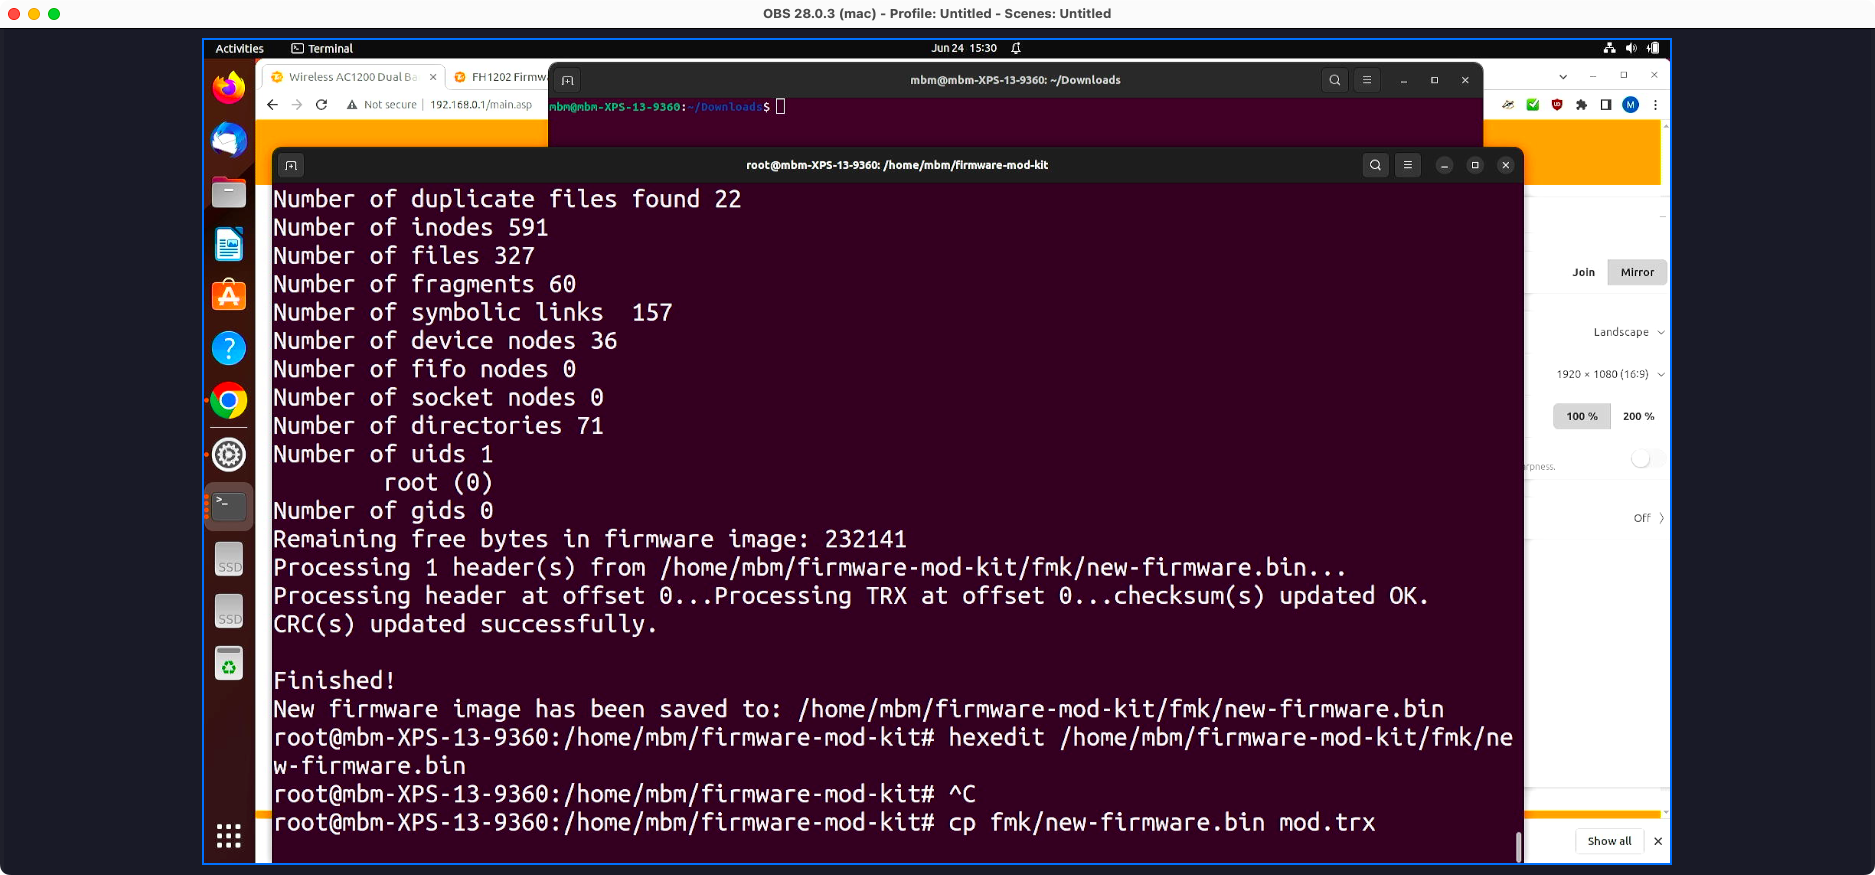 OBS 28.0.3 (mac) - Profile: Untitled - Scenes: Untitled
Activities
Terminal
Jun 24 15:30
Wireless AC1200 Dual Ba
FH1202 Firmw
mbm@mbm-XPS-13-9360: ~/Downloads
Not secure
192.168.0.1/main.asp
mbm@mbm-XPS-13-9360:~/Downloads$
M
root@mbm-XPS-13-9360: /home/mbm/firmware-mod-kit
Number of duplicate files found 22
Number of inodes 591
Number of files 327
Number of fragments 60
Number of symbolic links  157
Number of device nodes 36
Number of fifo nodes 0
Number of socket nodes 0
Number of directories 71
Number of uids 1
root (0)
Number of gids 0
Remaining free bytes in firmware image: 232141
Processing 1 header(s) from /home/mbm/firmware-mod-kit/fmk/new-firmware.bin...
Processing header at offset 0...Processing TRX at offset 0...checksum(s) updated OK.
CRC(s) updated successfully.
Finished!
New firmware image has been saved to: /home/mbm/firmware-mod-kit/fmk/new-firmware.bin
root@mbm-XPS-13-9360:/home/mbm/firmware-mod-kit# hexedit /home/mbm/firmware-mod-kit/fmk/ne
w-firmware.bin
root@mbm-XPS-13-9360:/home/mbm/firmware-mod-kit# ^C
root@mbm-XPS-13-9360:/home/mbm/firmware-mod-kit# cp fmk/new-firmware.bin mod.trx
Join
Mirror
Landscape
1920 × 1080 (16:9)
100 %
200 %
rpness.
Off
SSD
SSD
Show all